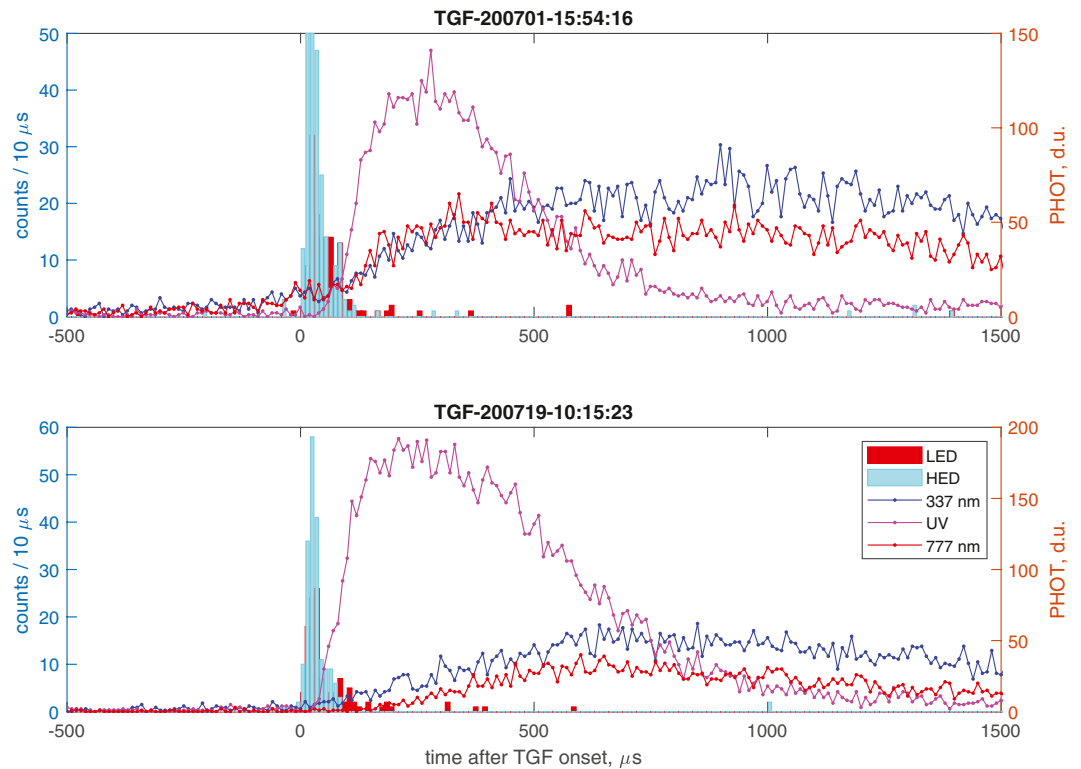 TGF-200701-15:54:16
50
40
30
20
10
0
counts / 10 μs
150
100
50
0
PHOT, d.u.
-500
0
500
1000
1500
TGF-200719-10:15:23
60
50
40
30
20
10
0
counts / 10 μs
LED
HED
337 nm
UV
777 nm
200
150
100
50
0
PHOT, d.u.
-500
0
500
1000
1500
time after TGF onset, μs